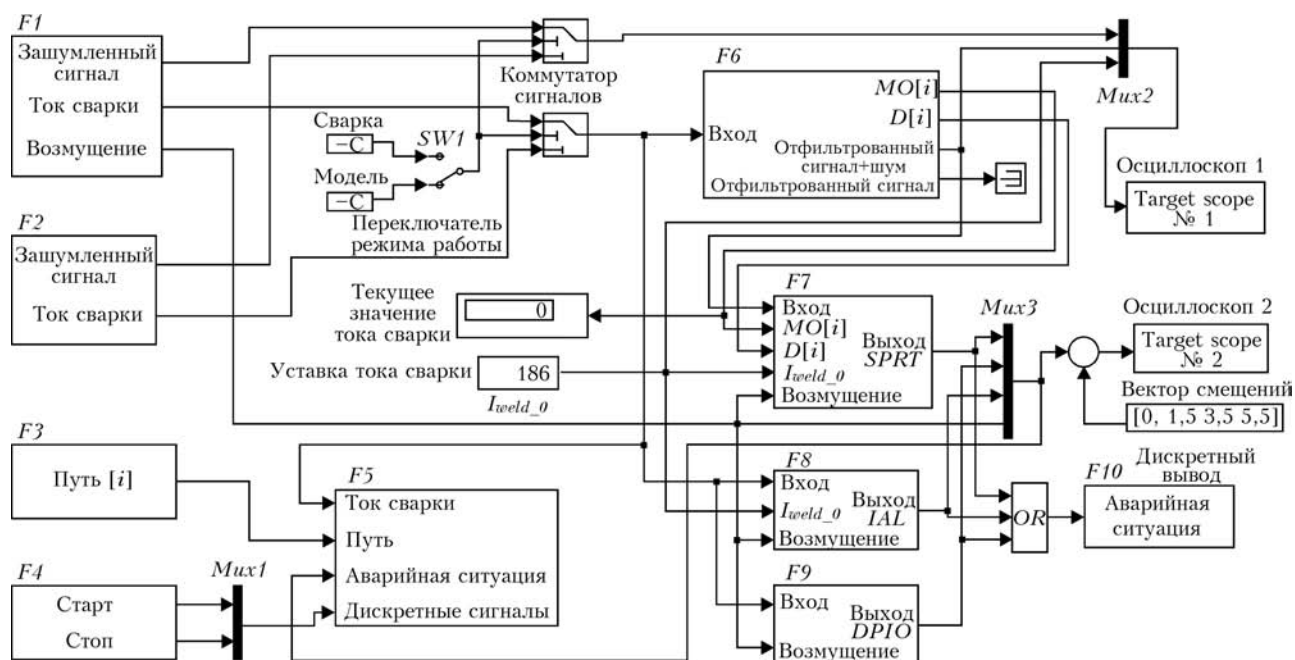 F1
Зашумленный
сигнал
Ток сварки
Возмущение
F2
Зашумленный
сигнал
Ток сварки
F3
Путь [i]
F4
Старт
Стоп
Mux1
Коммутатор
сигналов
Сварка
−C
SW1
Модель
−C
Переключатель
режима работы
Текущее
значение
тока сварки
0
Уставка тока сварки
186
Iweld_0
F5
Ток сварки
Путь
Аварийная ситуация
Дискретные сигналы
F6
Вход
MO[i]
D[i]
Отфильтрованный
сигнал+шум
Отфильтрованный сигнал
Mux2
Осциллоскоп 1
Target scope
№ 1
F7
Вход
MO[i]
D[i]
Iweld_0
Возмущение
Выход
SPRT
Mux3
Осциллоскоп 2
Target scope
№ 2
Вектор смещений
[0, 1,5 3,5 5,5]
F8
Вход
Iweld_0
Возмущение
Выход
IAL
F9
Вход
Возмущение
Выход
DPIO
OR
Дискретный
вывод
F10
Аварийная
ситуация